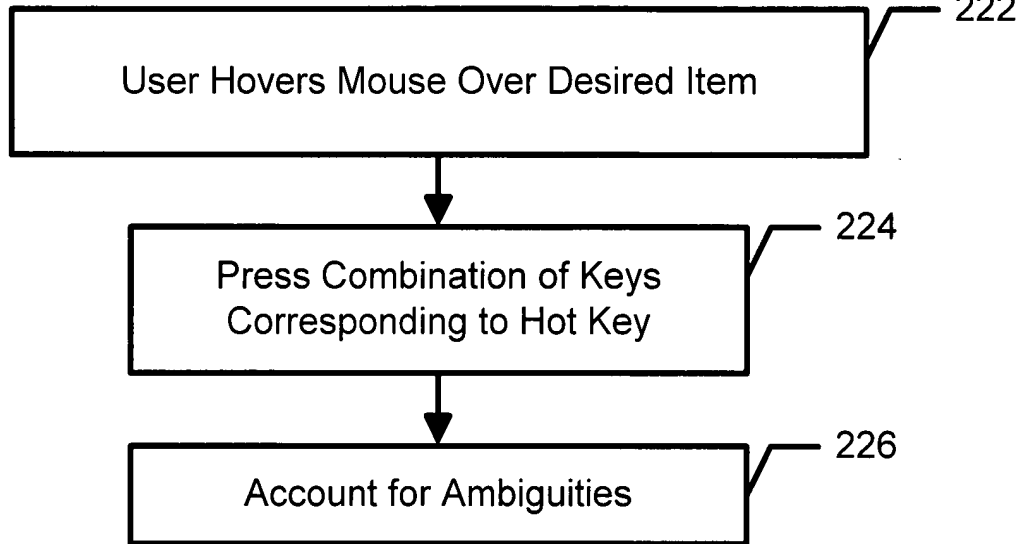 222
User Hovers Mouse Over Desired Item
224
Press Combination of Keys
Corresponding to Hot Key
226
Account for Ambiguities